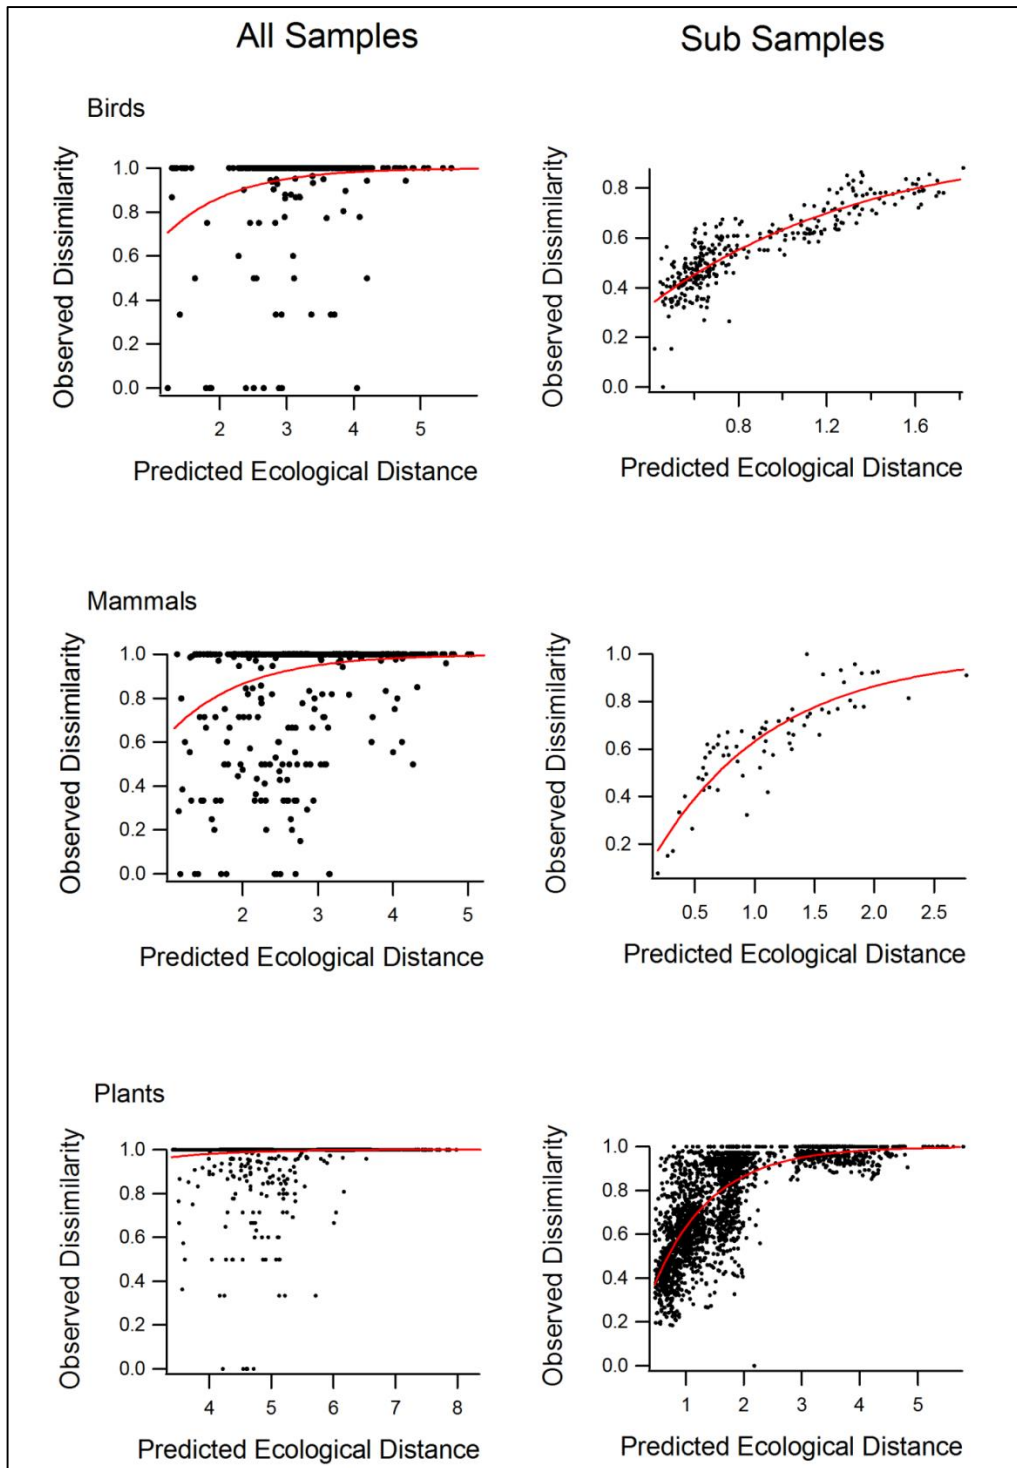 All Samples
Sub Samples
Birds
Observed Dissimilarity
1.0
0.8
0.6
0.4
0.2
0.0
2 3 4 5
Predicted Ecological Distance
Observed Dissimilarity
0.8
0.6
0.4
0.2
0.0
0.8 1.2 1.6
Predicted Ecological Distance
Mammals
Observed Dissimilarity
1.0
0.8
0.6
0.4
0.2
0.0
2 3 4 5
Predicted Ecological Distance
Observed Dissimilarity
1.0
0.8
0.6
0.4
0.2
0.5 1.0 1.5 2.0 2.5
Predicted Ecological Distance
Plants
Observed Dissimilarity
1.0
0.8
0.6
0.4
0.2
0.0
4 5 6 7 8
Predicted Ecological Distance
Observed Dissimilarity
1.0
0.8
0.6
0.4
0.2
0.0
1 2 3 4 5
Predicted Ecological Distance